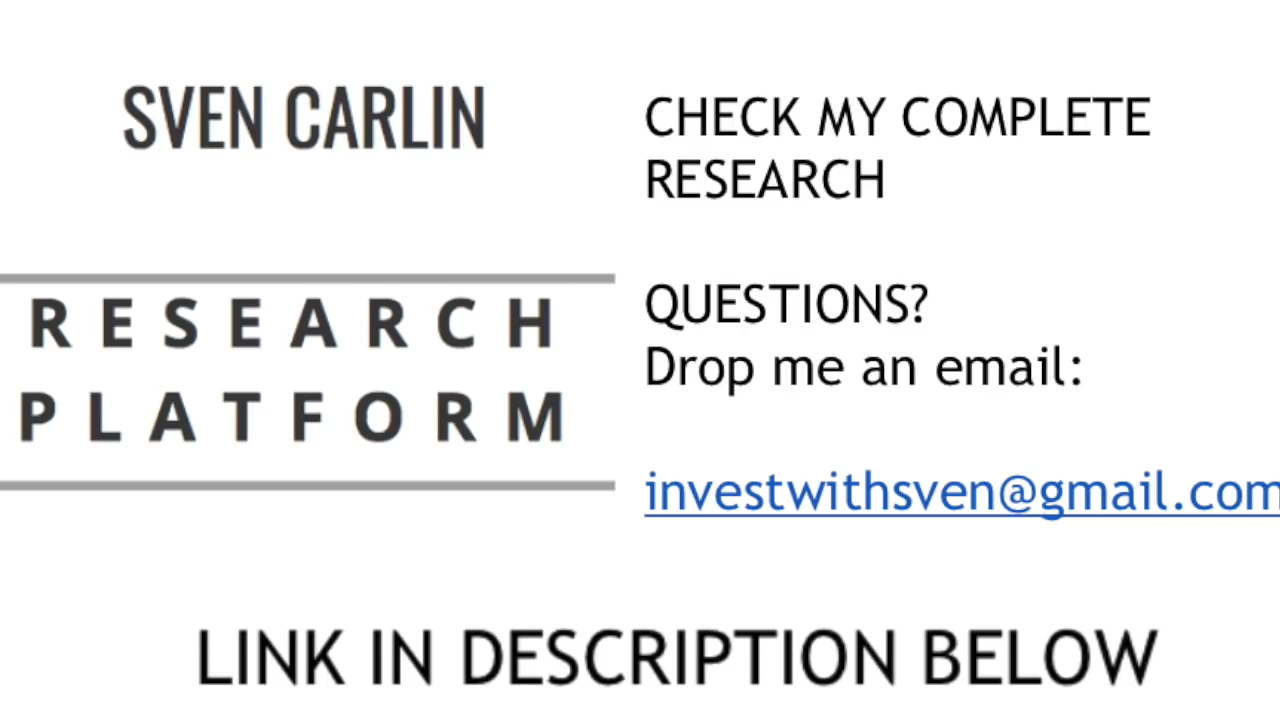 SVEN CARLIN
RESEARCH
PLATFORM
CHECK MY COMPLETE
RESEARCH
QUESTIONS?
Drop me an email:
investwithsven@gmail.com
LINK IN DESCRIPTION BELOW